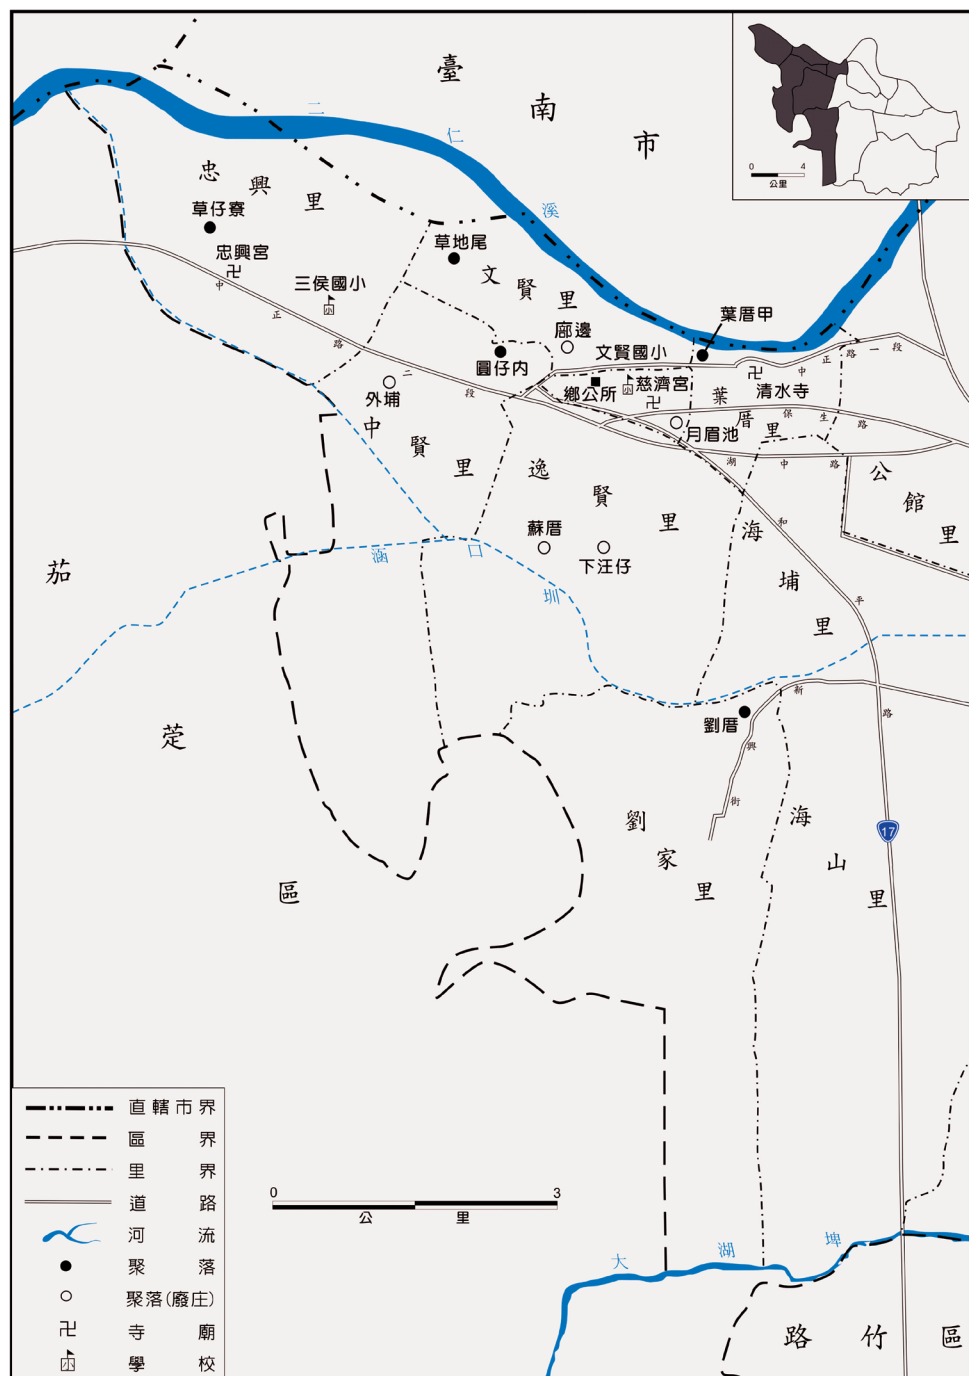 臺南市
0 4
公里
二仁溪
忠興里
草仔寮
忠興宮
三侯國小
草地尾
文賢里
廍邊
葉厝甲
圓仔內
文賢國小
鄉公所
慈濟宮
清水寺
外埔
月眉池
葉厝里
中正路二段
中正路一段
保生路
湖中路
中賢里
逸賢里
公館里
蘇厝
下汪仔
海埔里
和平路
涵口圳
茄萣區
劉厝
新興街
劉家里
海山里
17
大湖埤
路竹區
0 3
公里
直轄市界
區界
里界
道路
河流
聚落
聚落(廢庄)
寺廟
學校